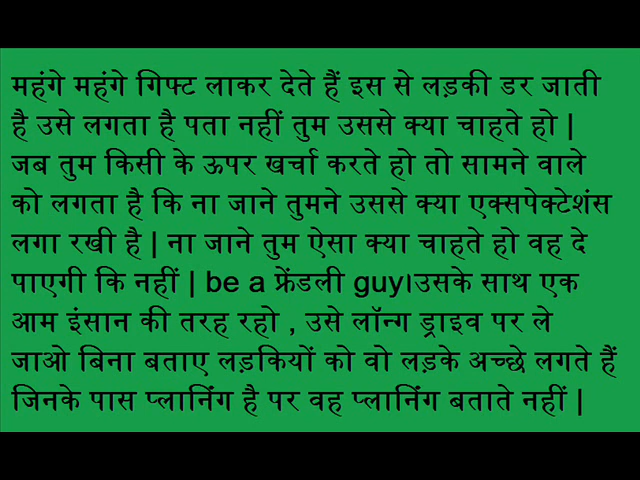 महंगे महंगे गिफ्ट लाकर देते हैं इस से लड़की डर जाती
है उसे लगता है पता नहीं तुम उससे क्या चाहते हो |
जब तुम किसी के ऊपर खर्चा करते हो तो सामने वाले
को लगता है कि ना जाने तुमने उससे क्या एक्सपेक्टेशंस
लगा रखी है | ना जाने तुम ऐसा क्या चाहते हो वह दे
पाएगी कि नहीं | be a फ्रेंडली guy।उसके साथ एक
आम इंसान की तरह रहो , उसे लॉन्ग ड्राइव पर ले
जाओ बिना बताए लड़कियों को वो लड़के अच्छे लगते हैं
जिनके पास प्लानिंग है पर वह प्लानिंग बताते नहीं |